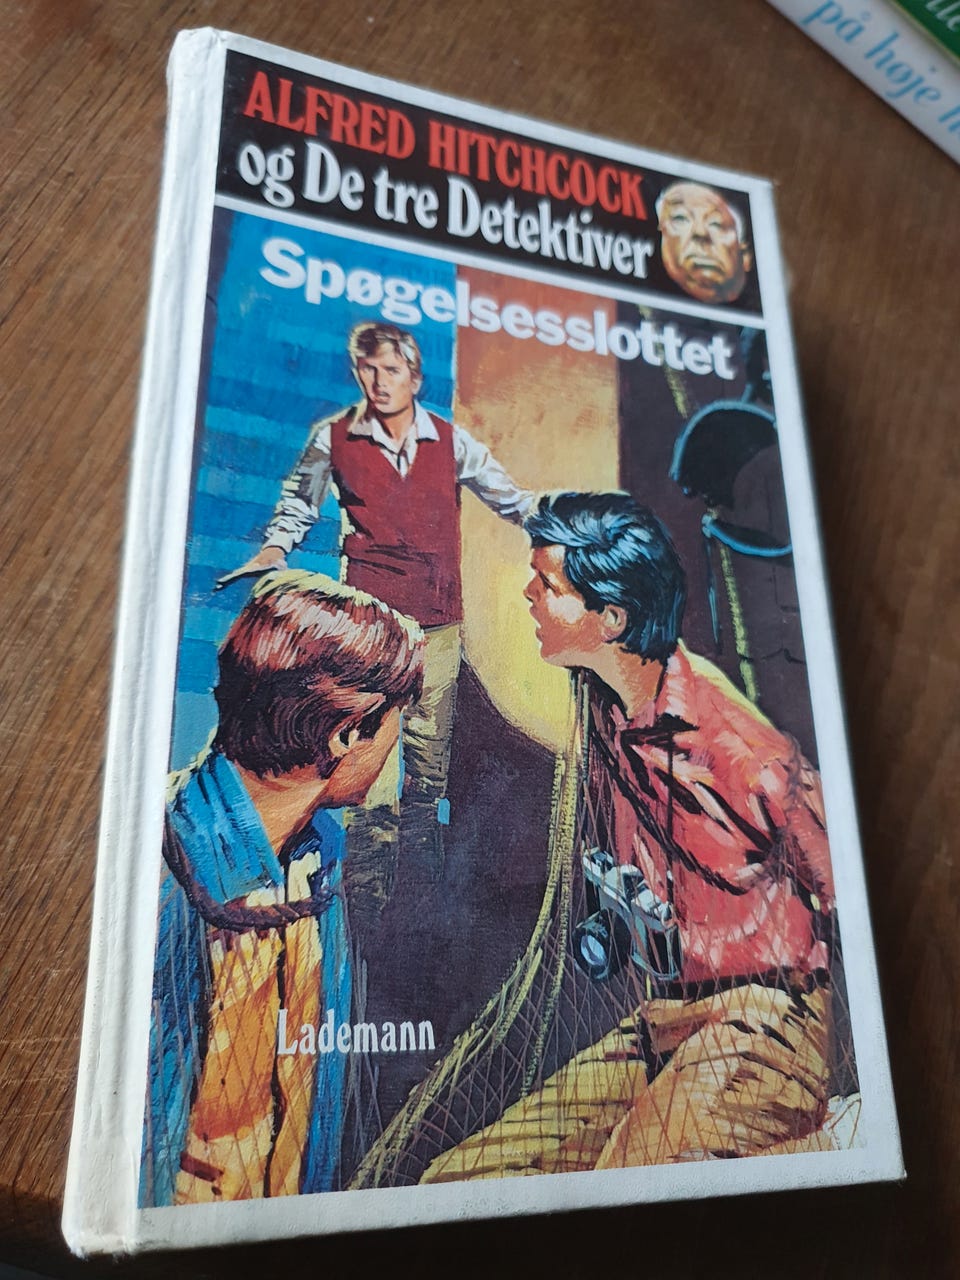 ALFRED HITCHCOCK
og De tre Detektiver
Spøgelsesslottet
Lademann
på høje